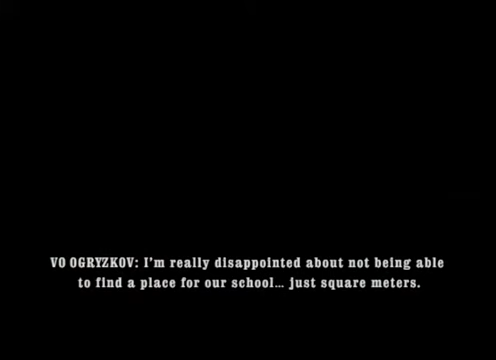 VO OGRYZKOV: I'm really disappointed about not being able
to find a place for our school... just square meters.